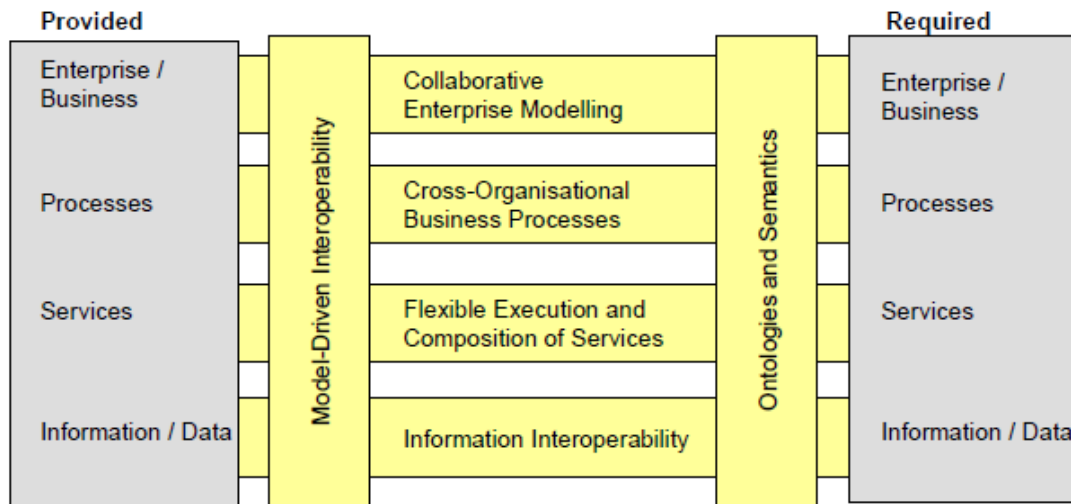 Provided
Required
Enterprise /
Business
Processes
Services
Information / Data
Model-Driven Interoperability
Collaborative
Enterprise Modelling
Cross-Organisational
Business Processes
Flexible Execution and
Composition of Services
Information Interoperability
Ontologies and Semantics
Enterprise /
Business
Processes
Services
Information / Data